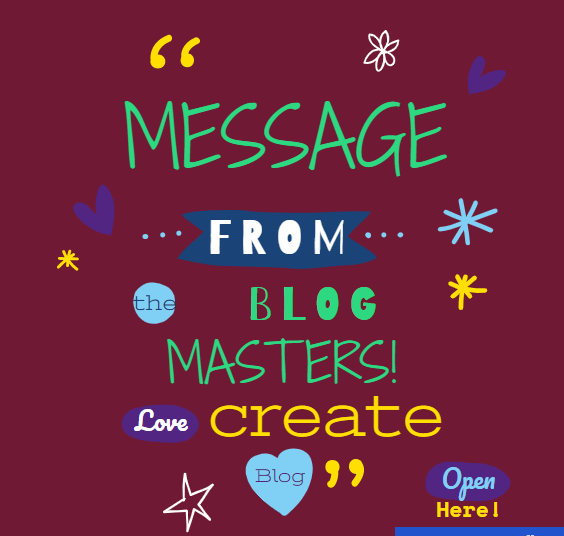 “
MESSAGE
FROM
the BLOG
MASTERS!
Love create
Blog ”
Open
Here!